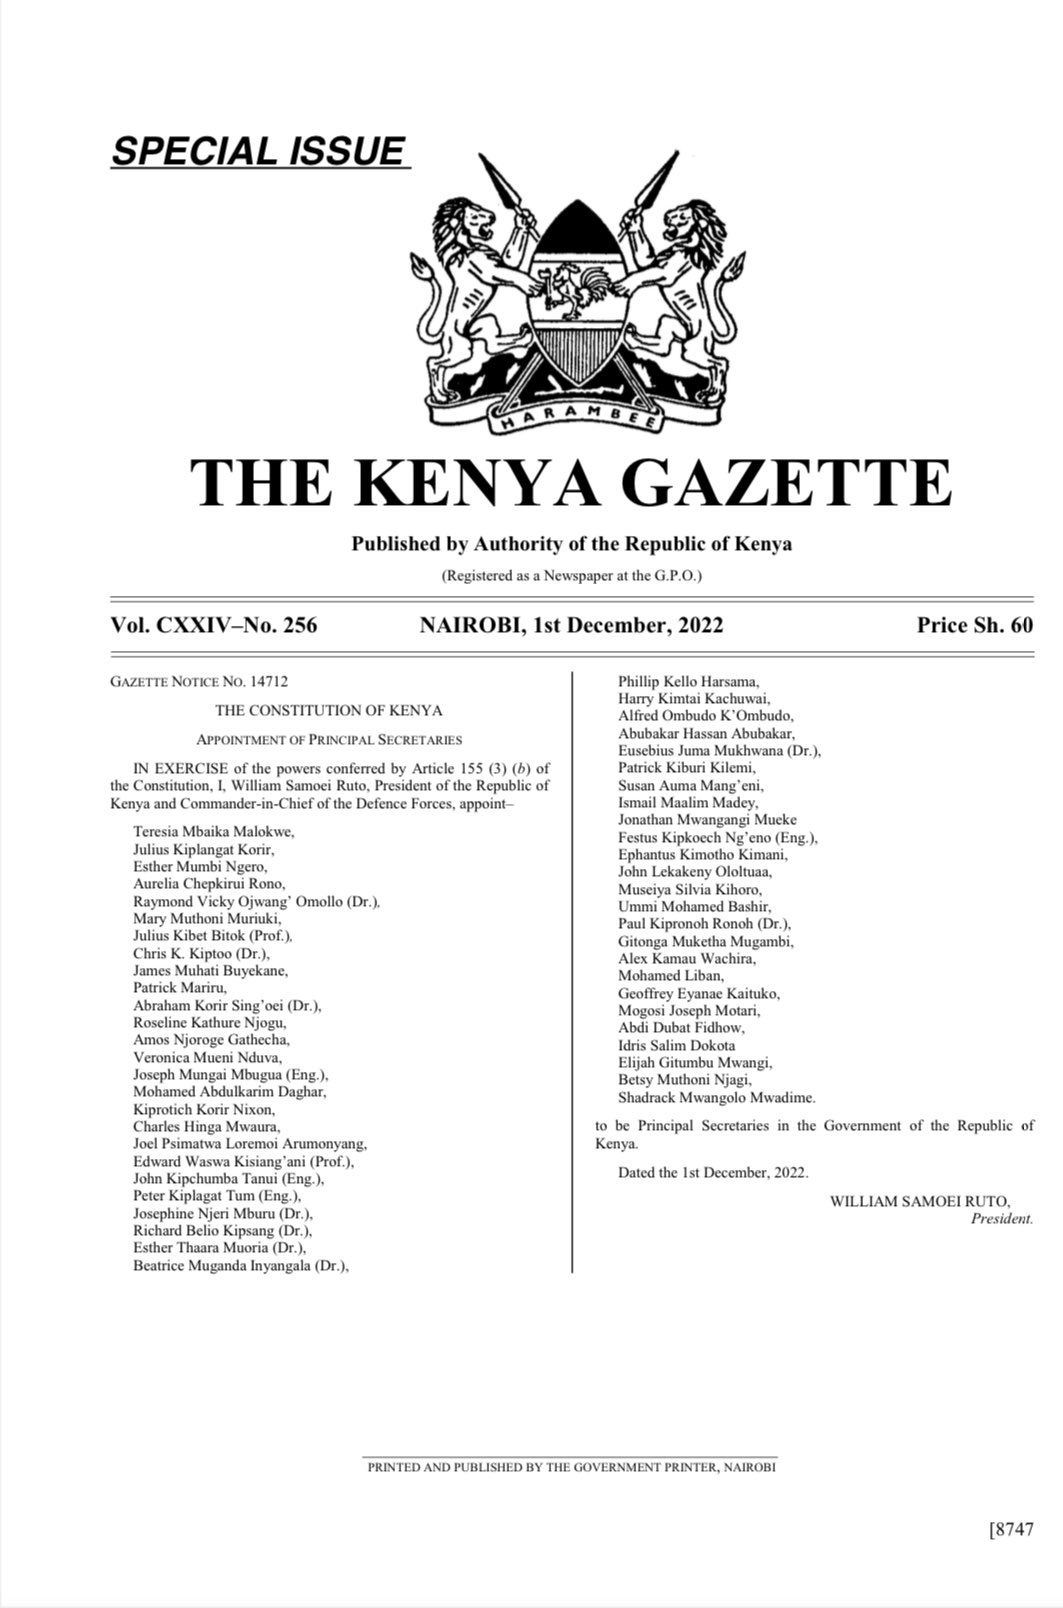 SPECIAL ISSUE
HARAMBEE
THE KENYA GAZETTE
Published by Authority of the Republic of Kenya
(Registered as a Newspaper at the G.P.O.)
Vol. CXXIV–No. 256 NAIROBI, 1st December, 2022 Price Sh. 60
GAZETTE NOTICE NO. 14712
THE CONSTITUTION OF KENYA
APPOINTMENT OF PRINCIPAL SECRETARIES
IN EXERCISE of the powers conferred by Article 155 (3) (b) of
the Constitution, I, William Samoei Ruto, President of the Republic of
Kenya and Commander-in-Chief of the Defence Forces, appoint–
Teresia Mbaika Malokwe,
Julius Kiplangat Korir,
Esther Mumbi Ngero,
Aurelia Chepkirui Rono,
Raymond Vicky Ojwang’ Omollo (Dr.),
Mary Muthoni Muriuki,
Julius Kibet Bitok (Prof.),
Chris K. Kiptoo (Dr.),
James Muhati Buyekane,
Patrick Mariru,
Abraham Korir Sing’oei (Dr.),
Roseline Kathure Njogu,
Amos Njoroge Gathecha,
Veronica Mueni Nduva,
Joseph Mungai Mbugua (Eng.),
Mohamed Abdulkarim Daghar,
Kiprotich Korir Nixon,
Charles Hinga Mwaura,
Joel Psimatwa Loremoi Arumonyang,
Edward Waswa Kisiang’ani (Prof.),
John Kipchumba Tanui (Eng.),
Peter Kiplagat Tum (Eng.),
Josephine Njeri Mburu (Dr.),
Richard Belio Kipsang (Dr.),
Esther Thaara Muoria (Dr.),
Beatrice Muganda Inyangala (Dr.),
Phillip Kello Harsama,
Harry Kimtai Kachuwai,
Alfred Ombudo K’Ombudo,
Abubakar Hassan Abubakar,
Eusebius Juma Mukhwana (Dr.),
Patrick Kiburi Kilemi,
Susan Auma Mang’eni,
Ismail Maalim Madey,
Jonathan Mwangangi Mueke
Festus Kipkoech Ng’eno (Eng.),
Ephantus Kimotho Kimani,
John Lekakeny Ololtuaa,
Museiya Silvia Kihoro,
Ummi Mohamed Bashir,
Paul Kipronoh Ronoh (Dr.),
Gitonga Muketha Mugambi,
Alex Kamau Wachira,
Mohamed Liban,
Geoffrey Eyanae Kaituko,
Mogosi Joseph Motari,
Abdi Dubat Fidhow,
Idris Salim Dokota
Elijah Gitumbu Mwangi,
Betsy Muthoni Njagi,
Shadrack Mwangolo Mwadime.
to be Principal Secretaries in the Government of the Republic of
Kenya.
Dated the 1st December, 2022.
WILLIAM SAMOEI RUTO,
President.
PRINTED AND PUBLISHED BY THE GOVERNMENT PRINTER, NAIROBI
[8747